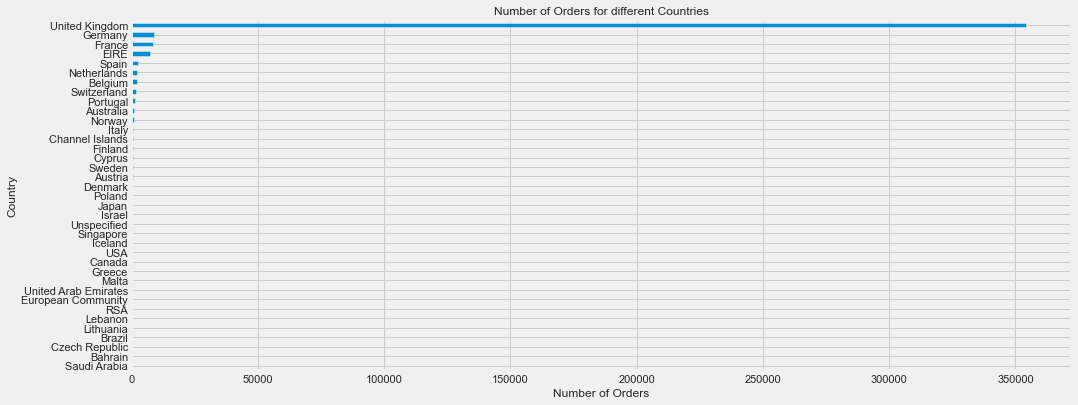 Number of Orders for different Countries
United Kingdom
Germany
France
EIRE
Spain
Netherlands
Belgium
Switzerland
Portugal
Australia
Norway
Italy
Channel Islands
Finland
Cyprus
Sweden
Austria
Denmark
Poland
Japan
Israel
Unspecified
Singapore
Iceland
USA
Canada
Greece
Malta
United Arab Emirates
European Community
RSA
Lebanon
Lithuania
Brazil
Czech Republic
Bahrain
Saudi Arabia
Country
0 50000 100000 150000 200000 250000 300000 350000
Number of Orders